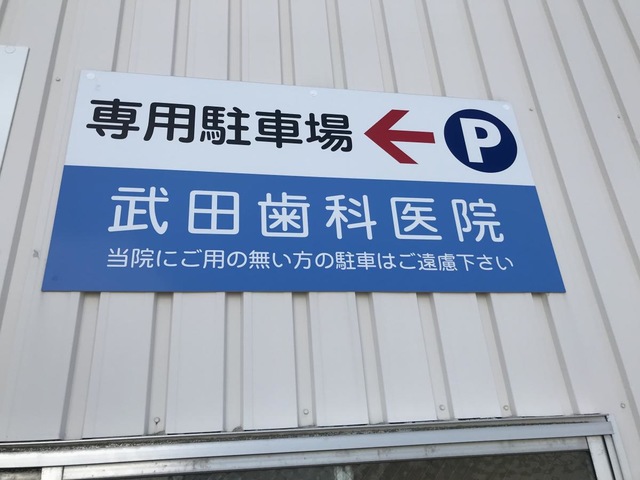 専用駐車場 ← P
武田歯科医院
当院にご用の無い方の駐車はご遠慮下さい